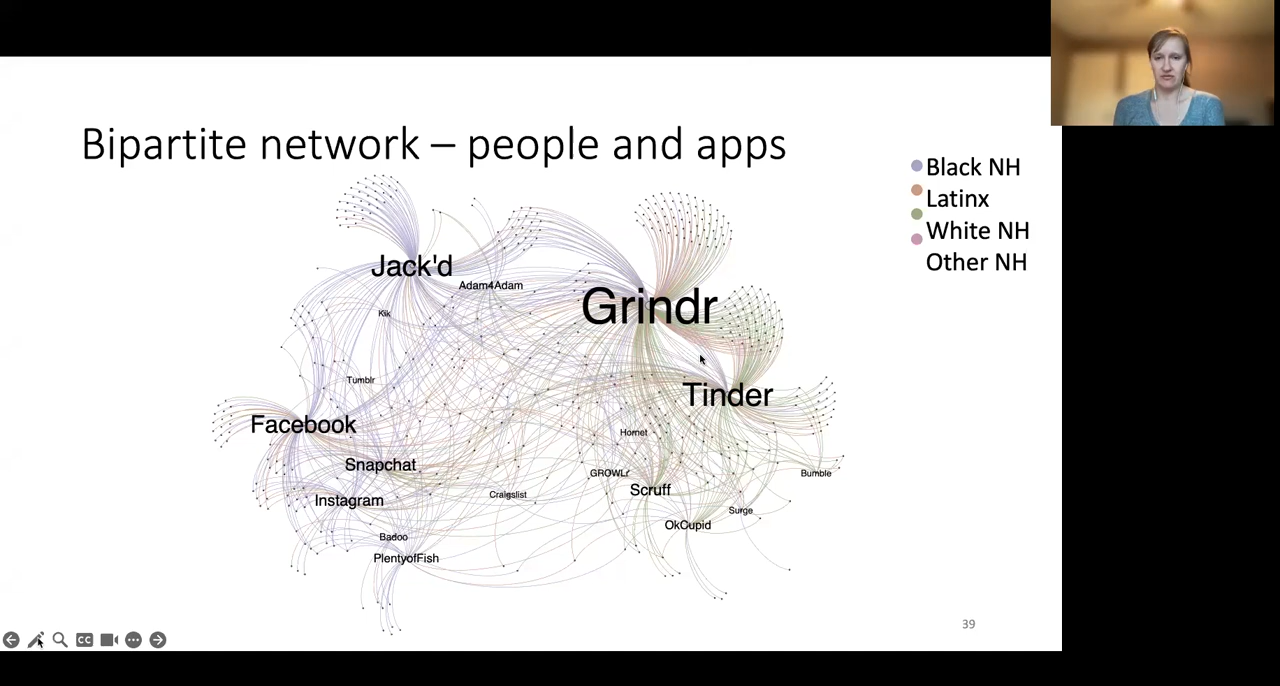 Bipartite network – people and apps
Black NH
Latinx
White NH
Other NH
Jack'd
Adam4Adam
Grindr
Kik
Tumblr
Tinder
Facebook
Hornet
Snapchat
GROWLr
Bumble
Scruff
Instagram
Craigslist
Surge
OkCupid
Badoo
PlentyofFish
39
CC